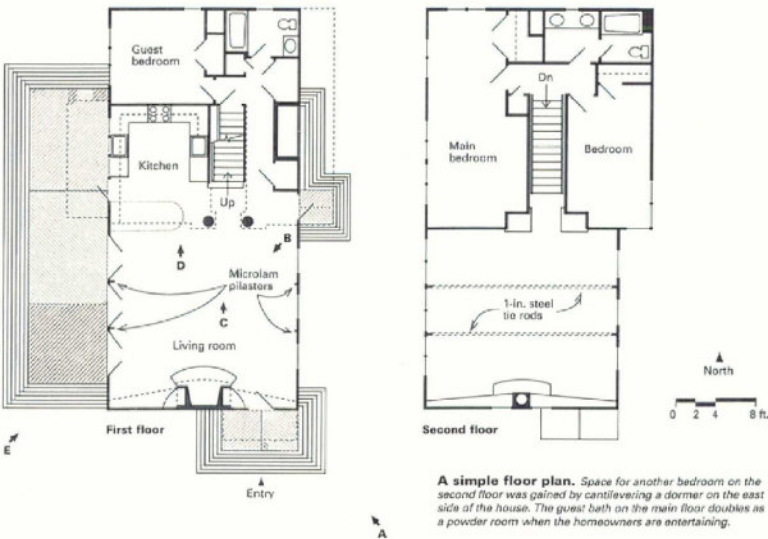 Guest
bedroom
Kitchen
Up
B
D
Microlam
pilasters
C
Living room
First floor
E
Entry
A
Dn
Main
bedroom
Bedroom
1-in. steel
tie rods
Second floor
North
0 2 4 8 ft.
A simple floor plan. Space for another bedroom on the
second floor was gained by cantilevering a dormer on the east
side of the house. The guest bath on the main floor doubles as
a powder room when the homeowners are entertaining.